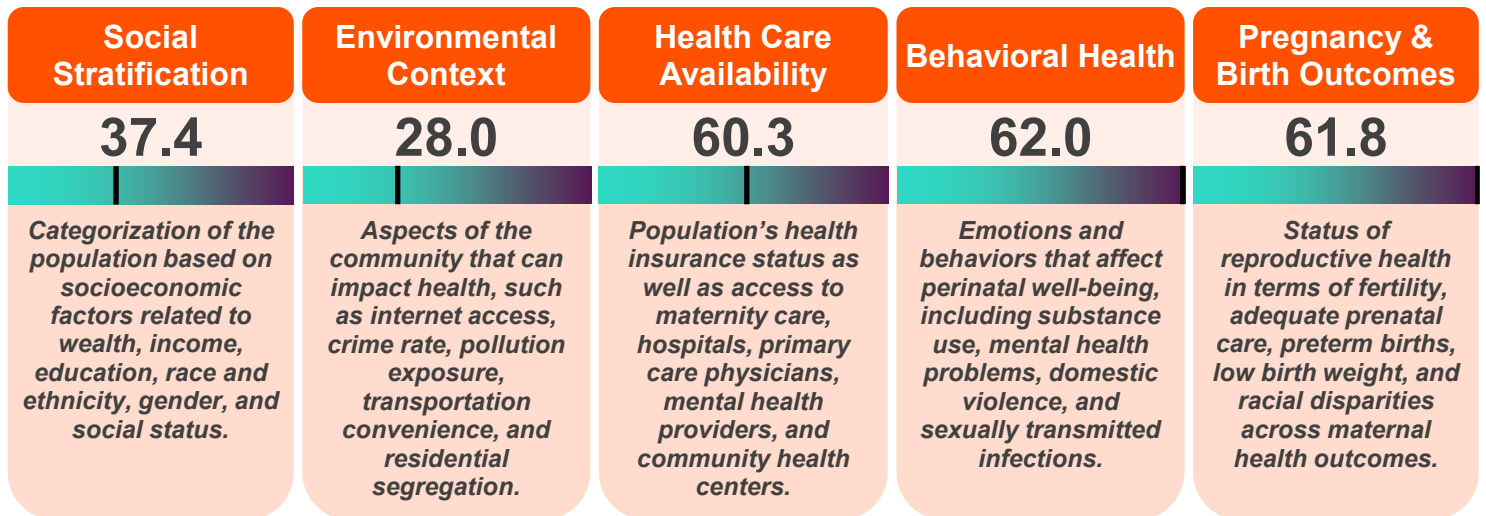 Social
Stratification
37.4
Categorization of the
population based on
socioeconomic
factors related to
wealth, income,
education, race and
ethnicity, gender, and
social status.
Environmental
Context
28.0
Aspects of the
community that can
impact health, such
as internet access,
crime rate, pollution
exposure,
transportation
convenience, and
residential
segregation.
Health Care
Availability
60.3
Population’s health
insurance status as
well as access to
maternity care,
hospitals, primary
care physicians,
mental health
providers, and
community health
centers.
Behavioral Health
62.0
Emotions and
behaviors that affect
perinatal well-being,
including substance
use, mental health
problems, domestic
violence, and
sexually transmitted
infections.
Pregnancy &
Birth Outcomes
61.8
Status of
reproductive health
in terms of fertility,
adequate prenatal
care, preterm births,
low birth weight, and
racial disparities
across maternal
health outcomes.